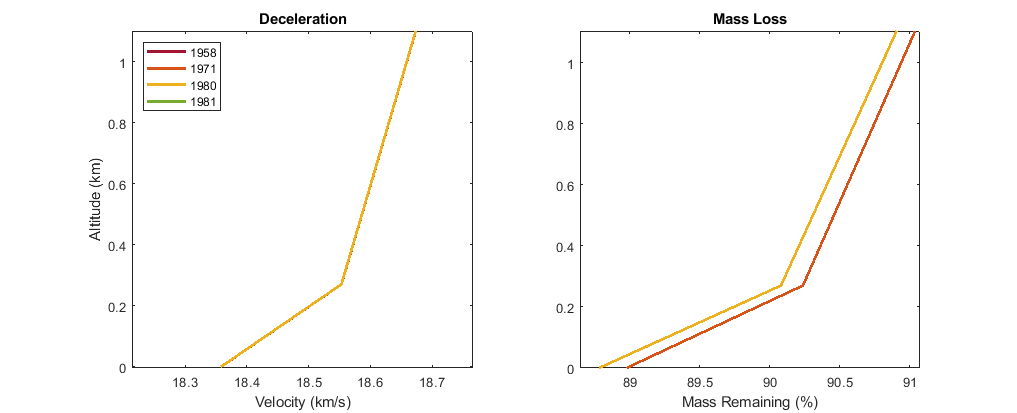 Deceleration
1958
1971
1980
1981
1
0.8
0.6
0.4
0.2
0
Altitude (km)
18.3 18.4 18.5 18.6 18.7
Velocity (km/s)
Mass Loss
1
0.8
0.6
0.4
0.2
0
89 89.5 90 90.5 91
Mass Remaining (%)